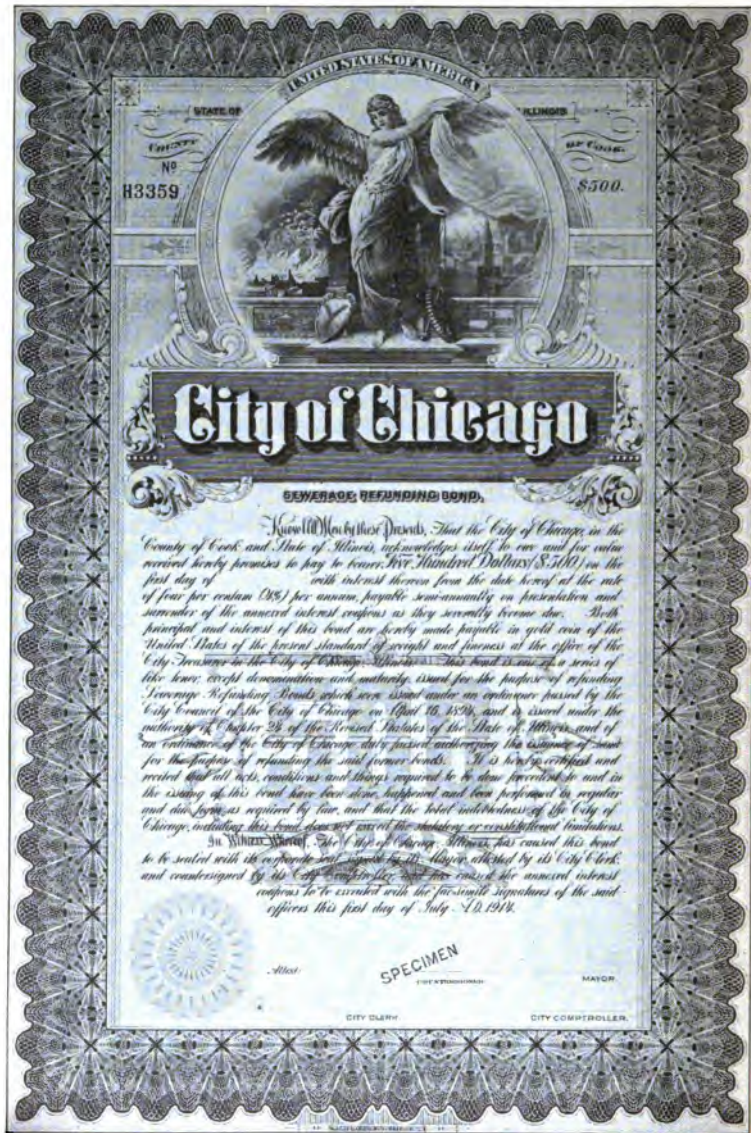 UNITED STATES OF AMERICA
STATE OF ILLINOIS
COUNTY OF COOK.
No
H3359
$500.
City of Chicago
SEWERAGE REFUNDING BOND.
Know All Men by these Presents, That the City of Chicago, in the
County of Cook and State of Illinois, acknowledges itself to owe and for value
received hereby promises to pay to bearer, Five Hundred Dollars ($500) on the
first day of with interest thereon from the date hereof at the rate
of four per centum (4%) per annum, payable semi-annually on presentation and
surrender of the annexed interest coupons as they severally become due. Both
principal and interest of this bond are hereby made payable in gold coin of the
United States of the present standard of weight and fineness at the office of the
City Treasurer in the City of Chicago, Illinois. This bond is one of a series of
like tenor, except denomination and maturity, issued for the purpose of refunding
Sewerage Refunding Bonds which were issued under an ordinance passed by the
City Council of the City of Chicago on April 16, 1894, and is issued under the
authority of Chapter 24 of the Revised Statutes of the State of Illinois, and of
an ordinance of the City of Chicago duly passed authorizing the issuance of
for the purpose of refunding the said former bonds. It is hereby certified and
recited that all acts, conditions and things required to be done precedent to and in
the issuing of this bond have been done, happened and been performed in regular
and due form as required by law, and that the total indebtedness of the City of
Chicago, including this bond does not exceed the statutory or constitutional limitations.
In Witness Whereof, The City of Chicago, Illinois, has caused this bond
to be sealed with its corporate seal, signed by its Mayor, attested by its City Clerk,
and countersigned by its City Comptroller, and has caused the annexed interest
coupons to be executed with the fac-simile signatures of the said
officers this first day of July A.D. 1914.
Attest:
SPECIMEN
COUNTERSIGNED
MAYOR.
CITY CLERK
CITY COMPTROLLER.